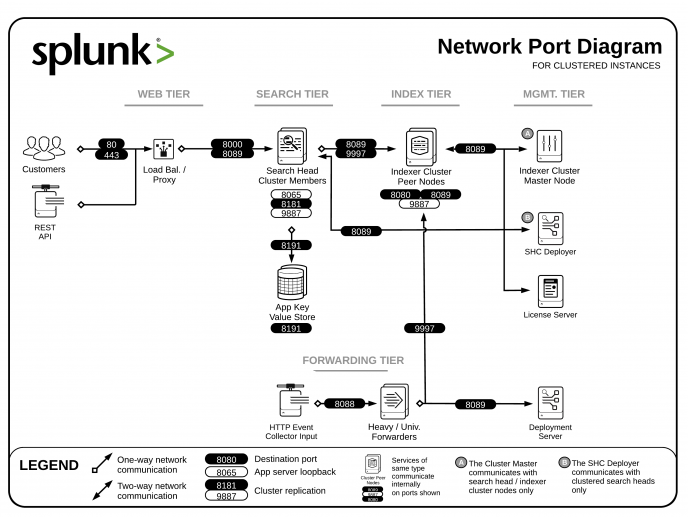 splunk>
Network Port Diagram
FOR CLUSTERED INSTANCES
WEB TIER
SEARCH TIER
INDEX TIER
MGMT. TIER
Customers
80
443
Load Bal. /
Proxy
8000
8089
Search Head
Cluster Members
8065
8181
9887
8089
9997
Indexer Cluster
Peer Nodes
8080 8089
9887
8089
A
Indexer Cluster
Master Node
REST
API
8191
8089
B
SHC Deployer
App Key
Value Store
8191
License Server
9997
FORWARDING TIER
HTTP Event
Collector Input
8088
Heavy / Univ.
Forwarders
8089
Deployment
Server
LEGEND
One-way network
communication
Two-way network
communication
8080
Destination port
8065
App server loopback
8181
9887
Cluster replication
Cluster Peer
Nodes
Services of
same type
communicate
internally
on ports shown
A
The Cluster Master
communicates with
search head / indexer
cluster nodes only
B
The SHC Deployer
communicates with
clustered search heads
only